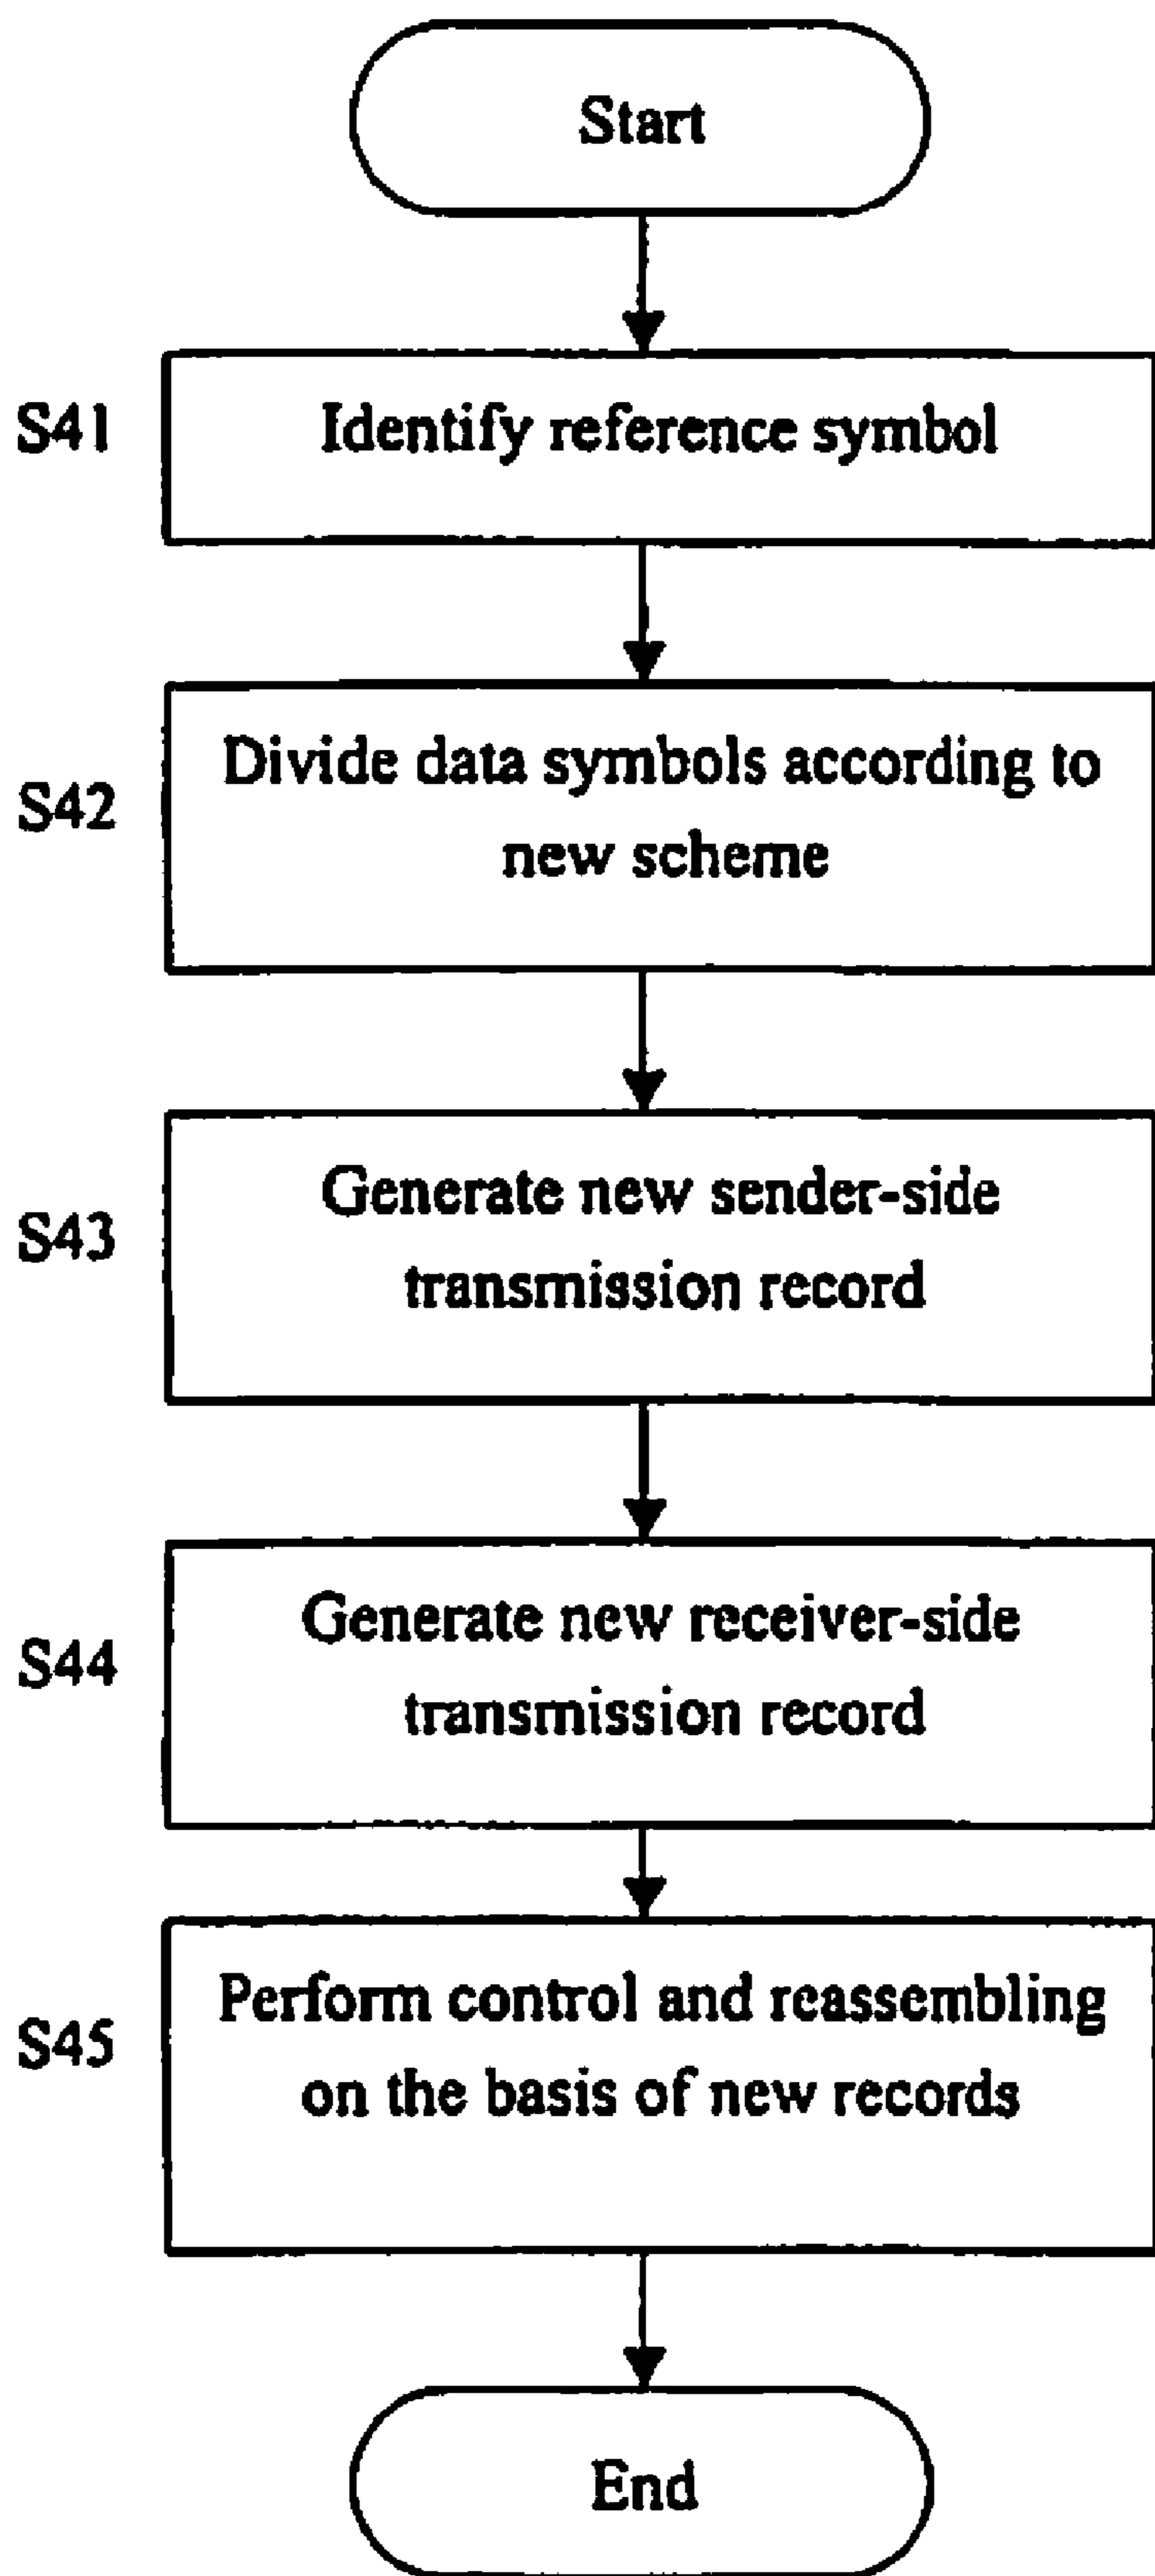 Start
S41
Identify reference symbol
S42
Divide data symbols according to
new scheme
S43
Generate new sender-side
transmission record
S44
Generate new receiver-side
transmission record
S45
Perform control and reassembling
on the basis of new records
End